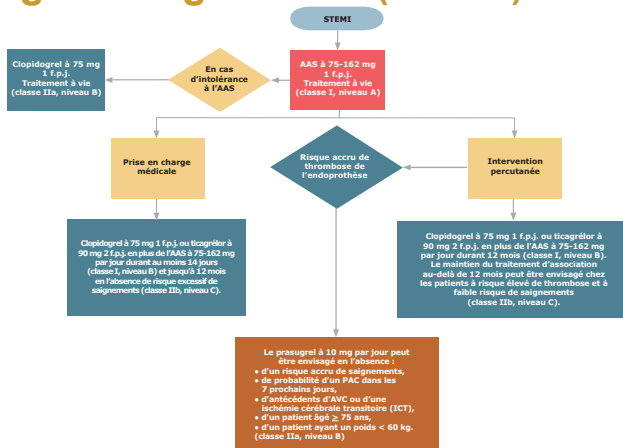 STEMI
Clopidogrel à 75 mg
1 f.p.j.
Traitement à vie
(classe IIa, niveau B)
En cas
d'intolérance
à l'AAS
AAS à 75-162 mg
1 f.p.j.
Traitement à vie
(classe I, niveau A)
Prise en charge
médicale
Risque accru de
thrombose de
l'endoprothèse
Intervention
percutanée
Clopidogrel à 75 mg 1 f.p.j. ou ticagrélor à
90 mg 2 f.p.j. en plus de l'AAS à 75-162 mg
par jour durant au moins 14 jours
(classe I, niveau B) et jusqu'à 12 mois
en l'absence de risque excessif de
saignements (classe IIb, niveau C).
Clopidogrel à 75 mg 1 f.p.j. ou ticagrélor à
90 mg 2 f.p.j. en plus de l'AAS à 75-162 mg
par jour durant 12 mois (classe I, niveau B).
Le maintien du traitement d'association
au-delà de 12 mois peut être envisagé chez
les patients à risque élevé de thrombose et à
faible risque de saignements
(classe IIb, niveau C).
Le prasugrel à 10 mg par jour peut
être envisagé en l'absence :
• d'un risque accru de saignements,
• de probabilité d'un PAC dans les
7 prochains jours,
• d'antécédents d'AVC ou d'une
ischémie cérébrale transitoire (ICT),
• d'un patient âgé ≥ 75 ans,
• d'un patient ayant un poids < 60 kg.
(classe IIa, niveau B)